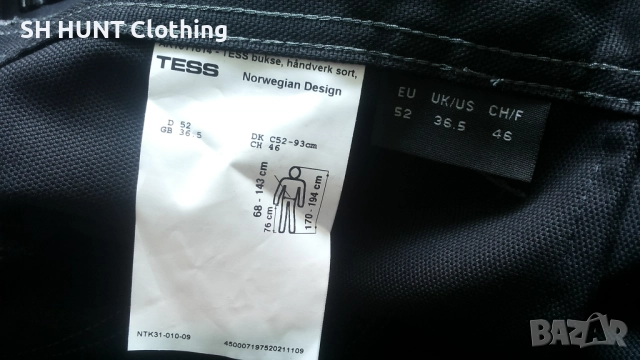 SH HUNT Clothing
- TESS bukse, håndverk sort,
TESS
Norwegian Design
D 52
GB 36.5
DK C52-93cm
CH 46
68 - 143 cm
76 cm
170 - 194 cm
NTK31-010-09
450007197520211109
EU UK/US CH/F
52 36.5 46
BAZAR